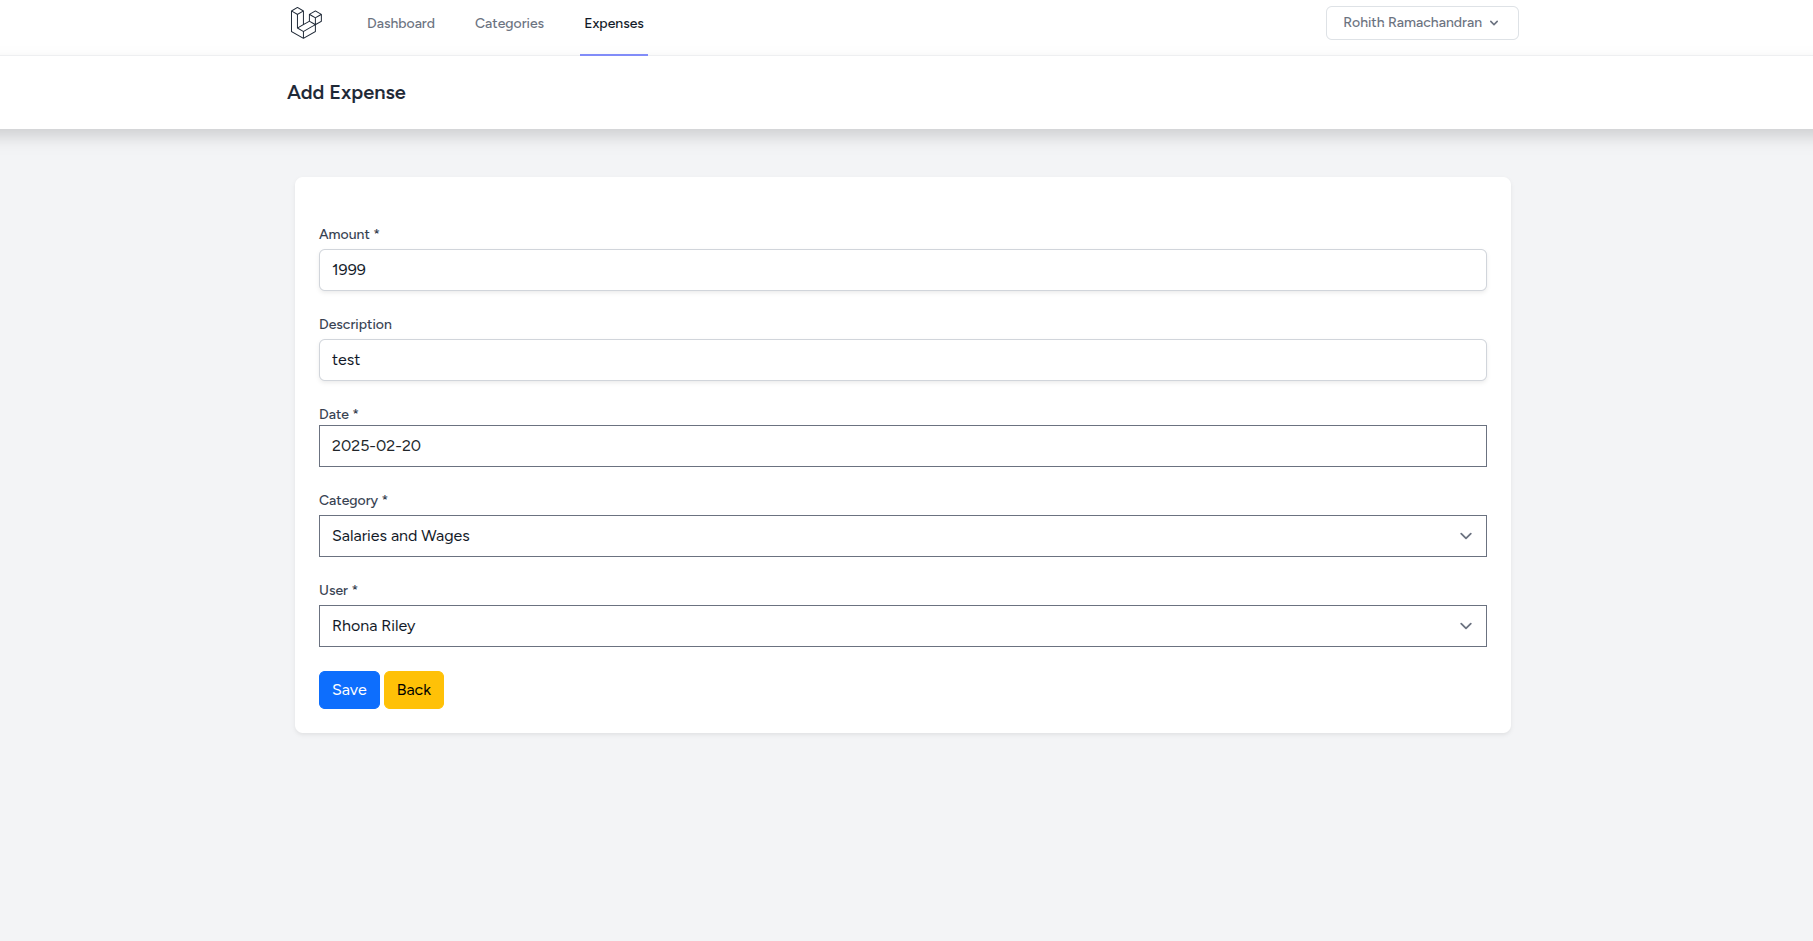 Dashboard Categories Expenses Rohith Ramachandran
Add Expense
Amount *
1999
Description
test
Date *
2025-02-20
Category *
Salaries and Wages
User *
Rhona Riley
Save Back